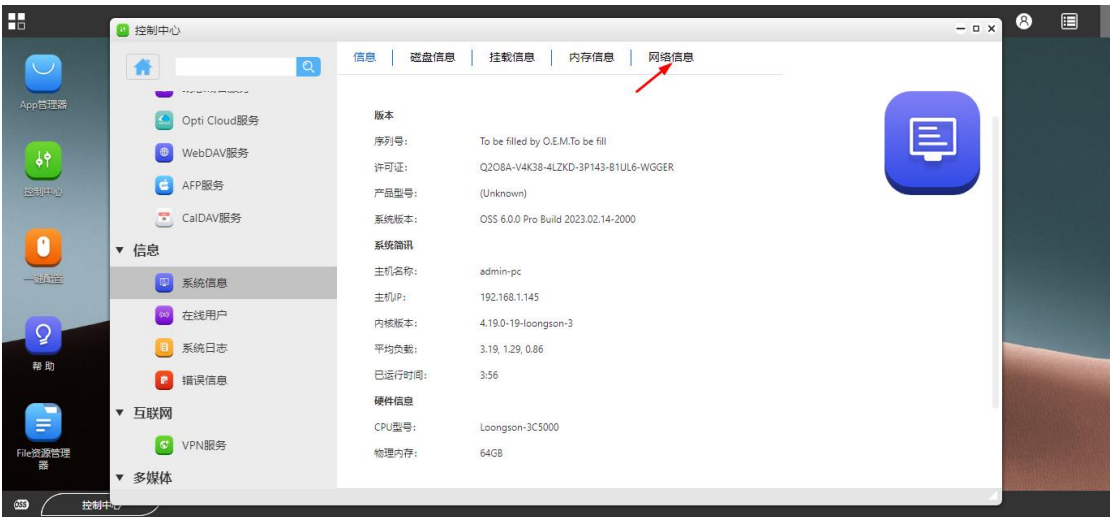 控制中心
信息
磁盘信息
挂载信息
内存信息
网络信息
App管理器
控制中心
帮助
File资源管理
器
Opti Cloud服务
WebDAV服务
AFP服务
CalDAV服务
▼ 信息
系统信息
在线用户
系统日志
错误信息
▼ 互联网
VPN服务
▼ 多媒体
版本
序列号: To be filled by O.E.M.To be fill
许可证: Q2O8A-V4K38-4LZKD-3P143-B1UL6-WGGER
产品型号: (Unknown)
系统版本: OSS 6.0.0 Pro Build 2023.02.14-2000
系统简讯
主机名称: admin-pc
主机IP: 192.168.1.145
内核版本: 4.19.0-19-loongson-3
平均负载: 3.19, 1.29, 0.86
已运行时间: 3:56
硬件信息
CPU型号: Loongson-3C5000
物理内存: 64GB
OSS
控制中心